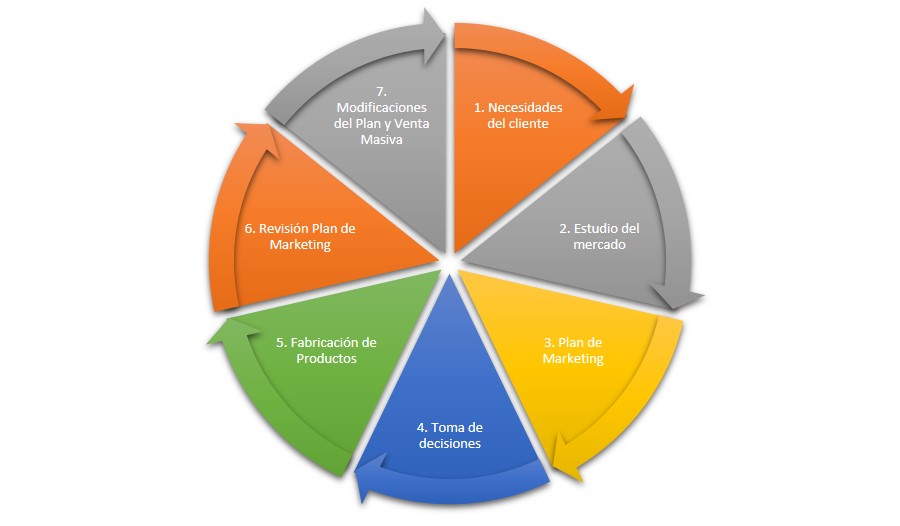 1. Necesidades
del cliente
2. Estudio del
mercado
3. Plan de
Marketing
4. Toma de
decisiones
5. Fabricación de
Productos
6. Revisión Plan de
Marketing
7.
Modificaciones
del Plan y Venta
Masiva